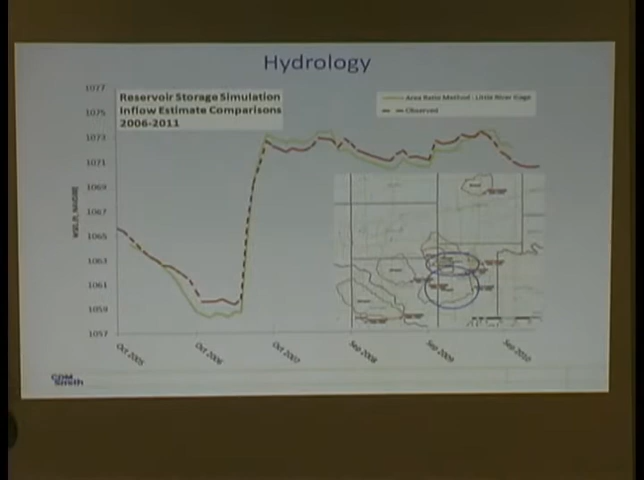 Hydrology
Reservoir Storage Simulation
Inflow Estimate Comparisons
2006-2011
Area Ratio Method - Little River Gage
Observed
1077
1075
1073
1071
1069
1067
1065
1063
1061
1059
1057
Oct 2005
Oct 2006
Oct 2007
Sep 2008
Sep 2009
Sep 2010
CDM
Smith